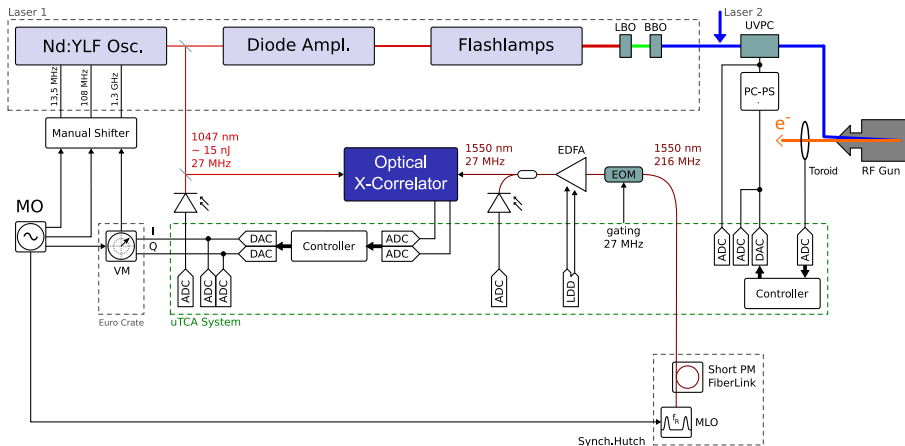 Laser 1
Laser 2
Nd:YLF Osc.
Diode Ampl.
Flashlamps
LBO
BBO
UVPC
PC-PS
13,5 MHz
108 MHz
1,3 GHz
Manual Shifter
1047 nm
~ 15 nJ
27 MHz
Optical
X-Correlator
1550 nm
27 MHz
EDFA
EOM
1550 nm
216 MHz
e-
Toroid
RF Gun
MO
VM
I
Q
DAC
DAC
Controller
ADC
ADC
gating
27 MHz
ADC
ADC
ADC
ADC
LDD
ADC
ADC
DAC
ADC
Controller
Euro Crate
uTCA System
Short PM
FiberLink
fR
MLO
Synch.Hutch